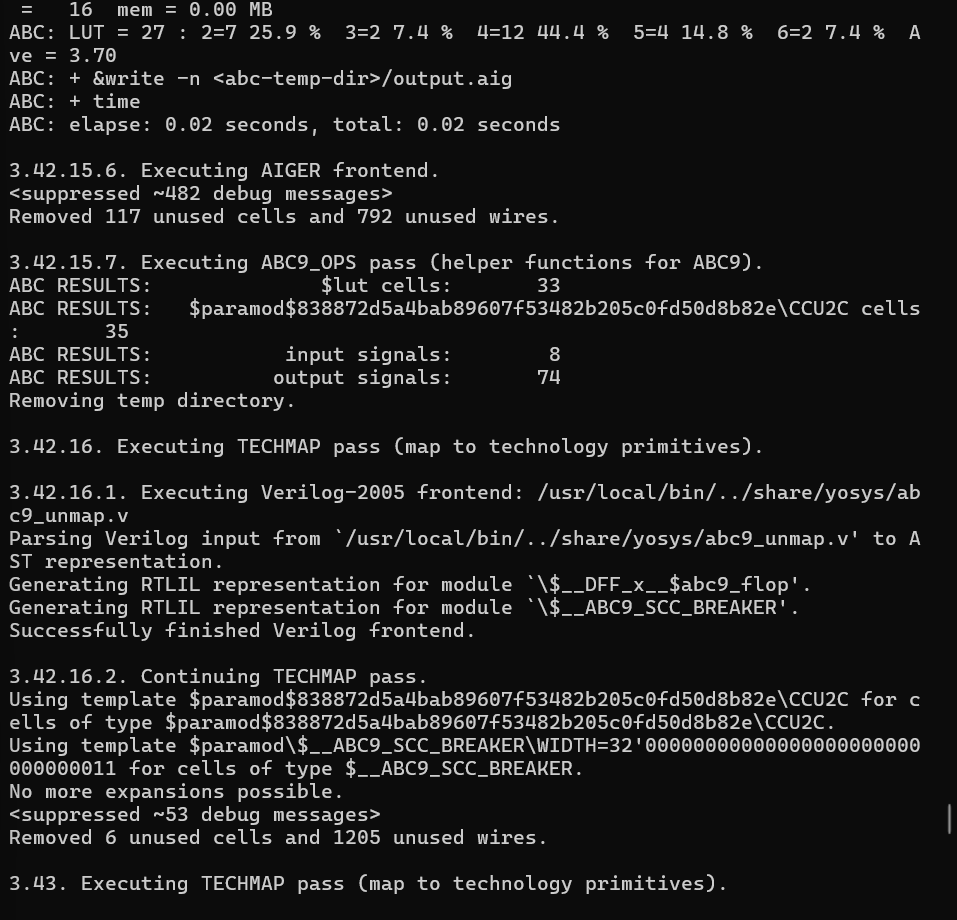 =   16  mem = 0.00 MB
ABC: LUT = 27 : 2=7 25.9 %  3=2 7.4 %  4=12 44.4 %  5=4 14.8 %  6=2 7.4 %  A
ve = 3.70
ABC: + &write -n <abc-temp-dir>/output.aig
ABC: + time
ABC: elapse: 0.02 seconds, total: 0.02 seconds

3.42.15.6. Executing AIGER frontend.
<suppressed ~482 debug messages>
Removed 117 unused cells and 792 unused wires.

3.42.15.7. Executing ABC9_OPS pass (helper functions for ABC9).
ABC RESULTS:              $lut cells:       33
ABC RESULTS:   $paramod$838872d5a4bab89607f53482b205c0fd50d8b82e\CCU2C cells
:       35
ABC RESULTS:           input signals:        8
ABC RESULTS:          output signals:       74
Removing temp directory.

3.42.16. Executing TECHMAP pass (map to technology primitives).

3.42.16.1. Executing Verilog-2005 frontend: /usr/local/bin/../share/yosys/ab
c9_unmap.v
Parsing Verilog input from `/usr/local/bin/../share/yosys/abc9_unmap.v' to A
ST representation.
Generating RTLIL representation for module `\$__DFF_x__$abc9_flop'.
Generating RTLIL representation for module `\$__ABC9_SCC_BREAKER'.
Successfully finished Verilog frontend.

3.42.16.2. Continuing TECHMAP pass.
Using template $paramod$838872d5a4bab89607f53482b205c0fd50d8b82e\CCU2C for c
ells of type $paramod$838872d5a4bab89607f53482b205c0fd50d8b82e\CCU2C.
Using template $paramod\$__ABC9_SCC_BREAKER\WIDTH=32'00000000000000000000000
000000011 for cells of type $__ABC9_SCC_BREAKER.
No more expansions possible.
<suppressed ~53 debug messages>
Removed 6 unused cells and 1205 unused wires.

3.43. Executing TECHMAP pass (map to technology primitives).